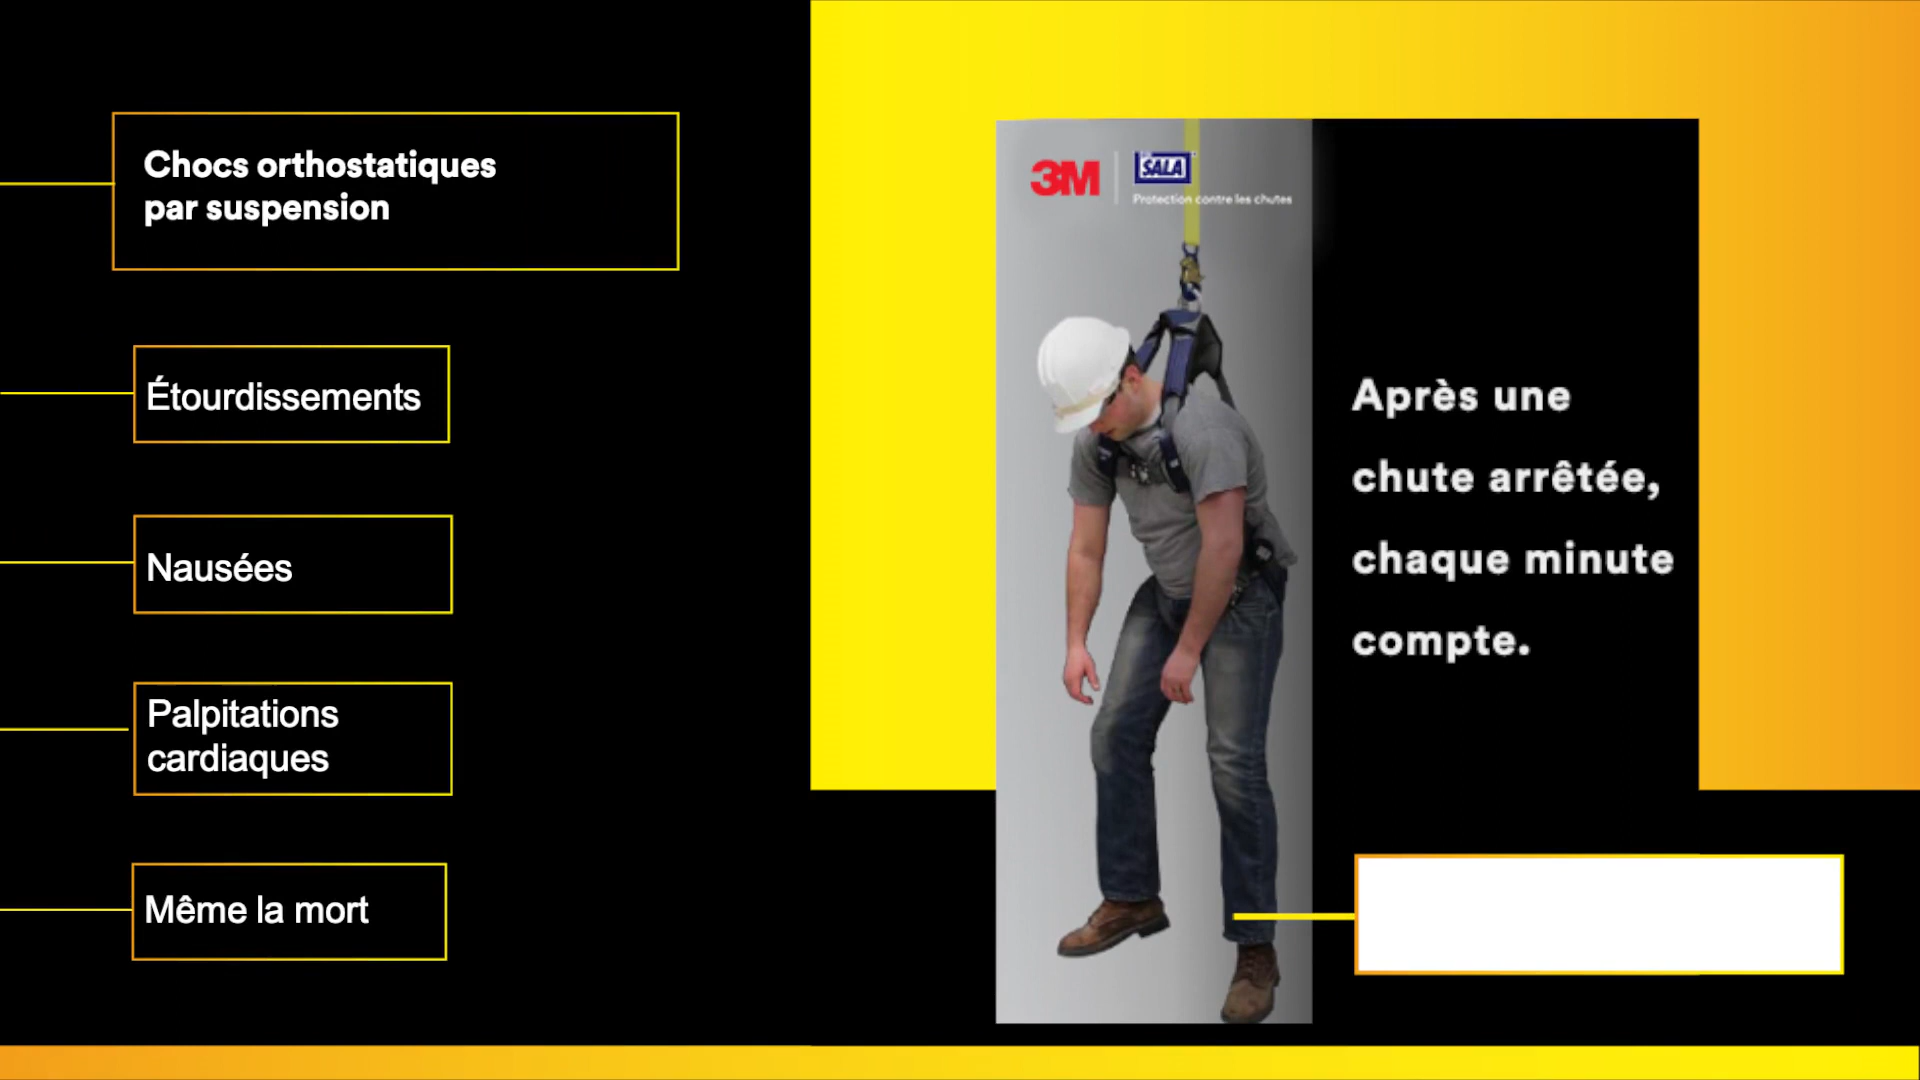 Chocs orthostatiques
par suspension
Étourdissements
Nausées
Palpitations
cardiaques
Même la mort
3M
SALA
Protection contre les chutes
Après une
chute arrêtée,
chaque minute
compte.